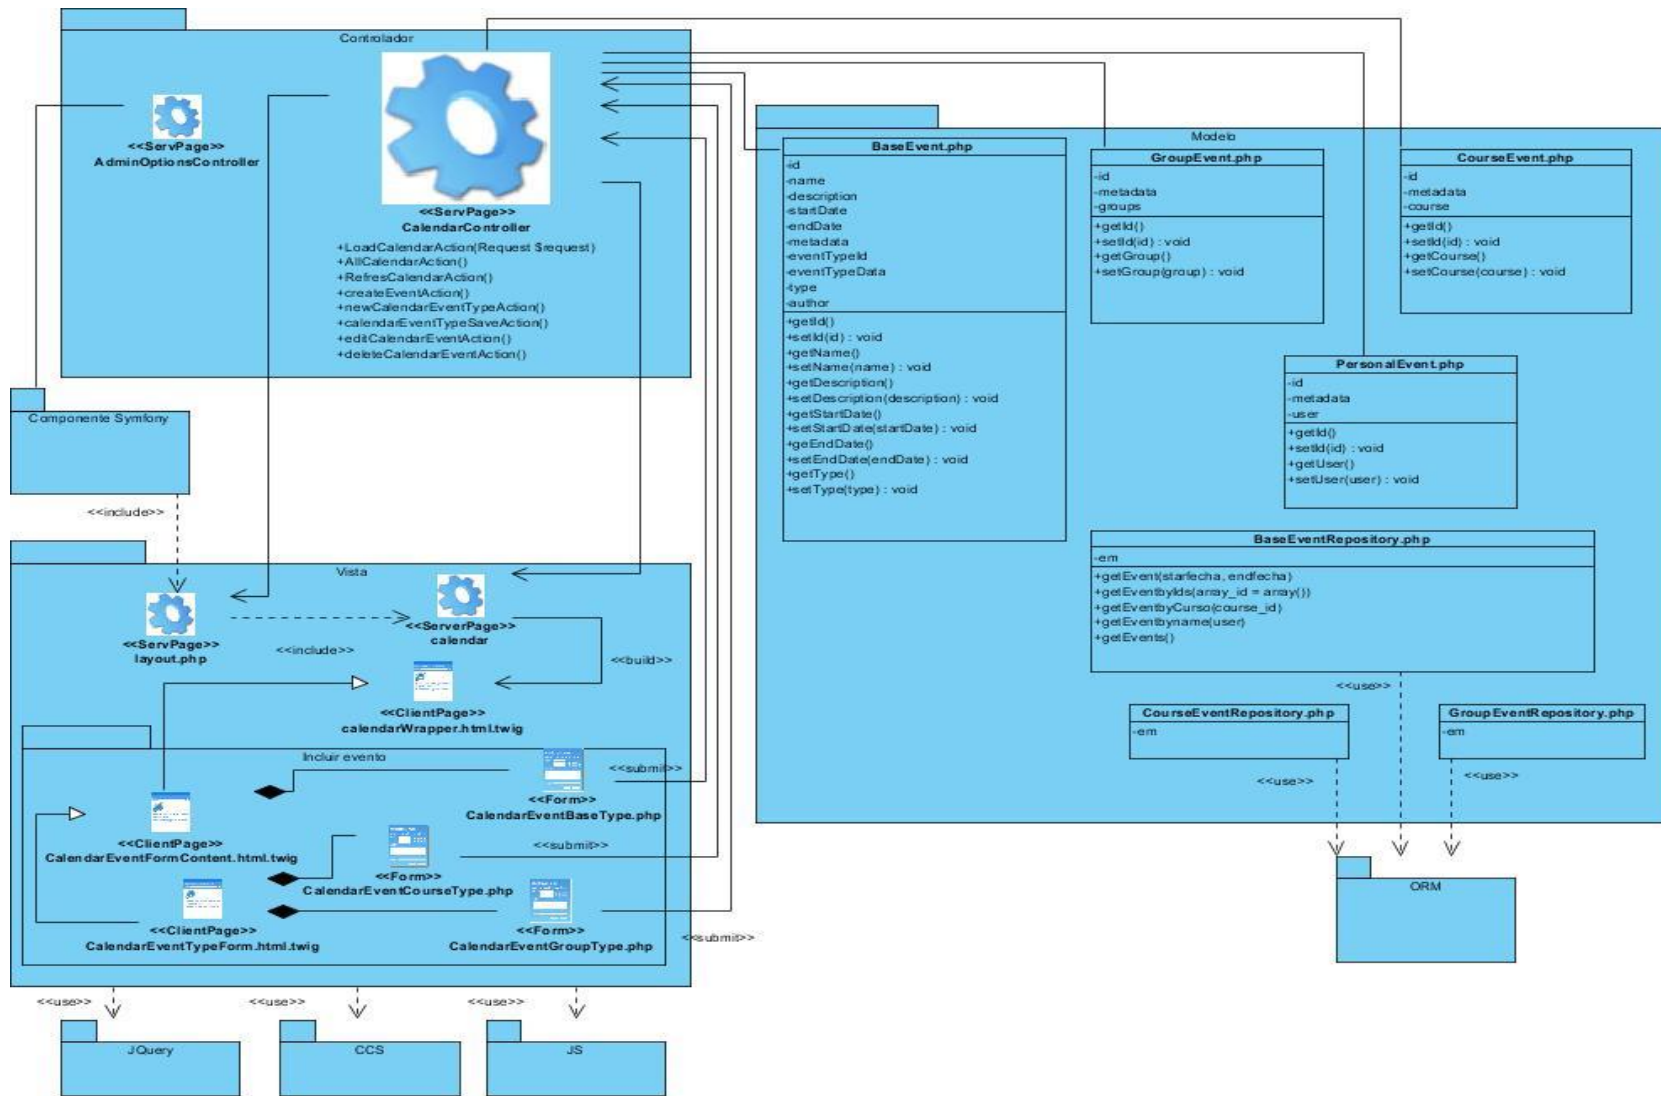 Controlador
<<ServPage>>
AdminOptionsController
<<ServPage>>
CalendarController
+LoadCalendarAction(Request $request)
+AllCalendarAction()
+RefresCalendarAction()
+createEventAction()
+newCalendarEventTypeAction()
+calendarEventTypeSaveAction()
+editCalendarEventAction()
+deleteCalendarEventAction()
Componente Symfony
<<include>>
Vista
<<ServPage>>
layout.php
<<include>>
<<ServerPage>>
calendar
<<build>>
<<ClientPage>>
calendarWrapper.html.twig
Incluir evento
<<submit>>
<<Form>>
CalendarEventBaseType.php
<<ClientPage>>
CalendarEventFormContent.html.twig
<<submit>>
<<Form>>
CalendarEventCourseType.php
<<ClientPage>>
CalendarEventTypeForm.html.twig
<<Form>>
CalendarEventGroupType.php
<<submit>>
<<use>>
<<use>>
<<use>>
JQuery
CCS
JS
Modelo
BaseEvent.php
-id
-name
-description
-startDate
-endDate
-metadata
-eventTypeId
-eventTypeData
-type
-author
+getId()
+setId(id) : void
+getName()
+setName(name) : void
+getDescription()
+setDescription(description) : void
+getStartDate()
+setStartDate(startDate) : void
+geEndDate()
+setEndDate(endDate) : void
+getType()
+setType(type) : void
GroupEvent.php
-id
-metadata
-groups
+getId()
+setId(id) : void
+getGroup()
+setGroup(group) : void
CourseEvent.php
-id
-metadata
-course
+getId()
+setId(id) : void
+getCourse()
+setCourse(course) : void
PersonalEvent.php
-id
-metadata
-user
+getId()
+setId(id) : void
+getUser()
+setUser(user) : void
BaseEventRepository.php
-em
+getEvent(starfecha, endfecha)
+getEventbyIds(array_id = array())
+getEventbyCurso(course_id)
+getEventbyname(user)
+getEvents()
<<use>>
CourseEventRepository.php
-em
GroupEventRepository.php
-em
<<use>>
<<use>>
ORM